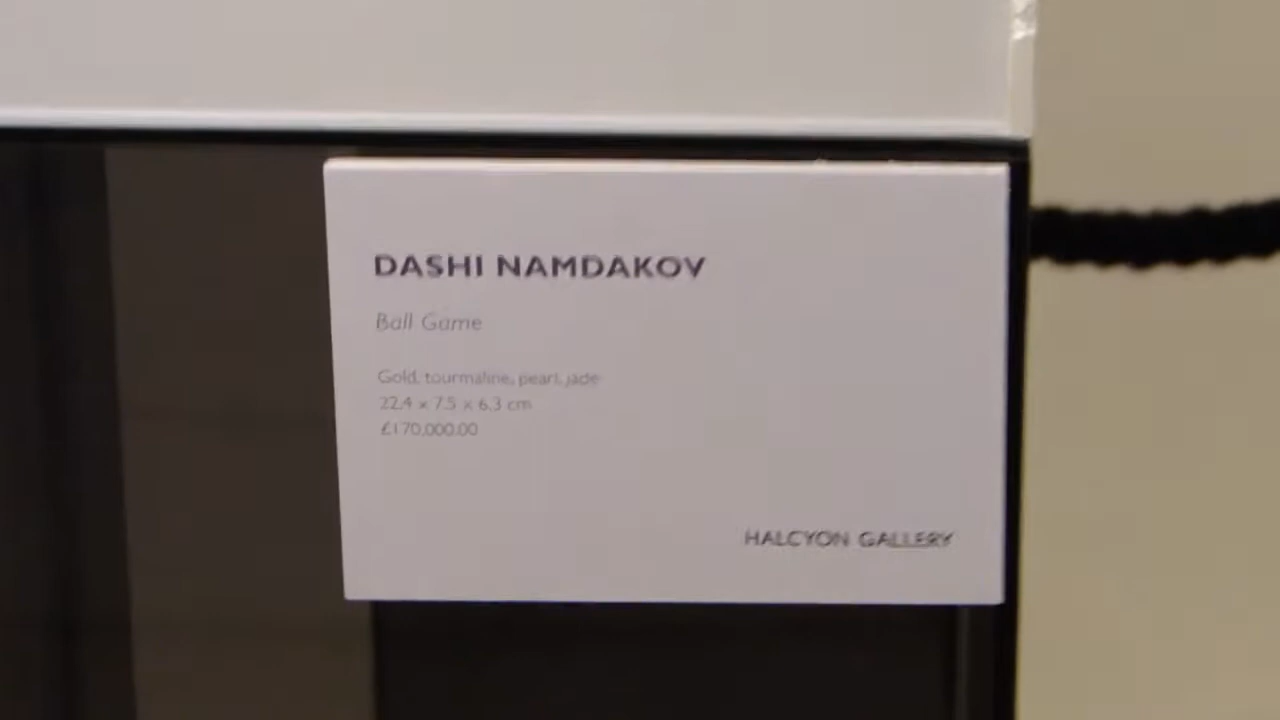 DASHI NAMDAKOV
Ball Game
Gold, tourmaline, pearl, jade
22.4 x 7.5 x 6.3 cm
£170,000.00
HALCYON GALLERY